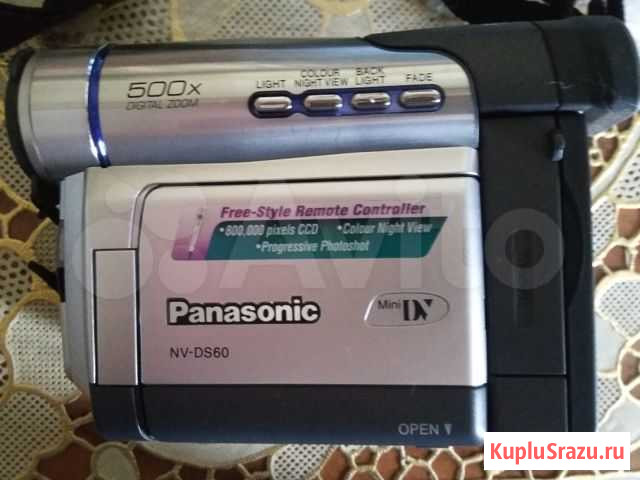 500x
DIGITAL ZOOM
LIGHT
COLOUR
NIGHT VIEW
BACK
LIGHT
FADE
Free-Style Remote Controller
•800,000 pixels CCD •Colour Night View
•Progressive Photoshot
Avito
Panasonic
Mini DV
NV-DS60
OPEN
KupluSrazu.ru